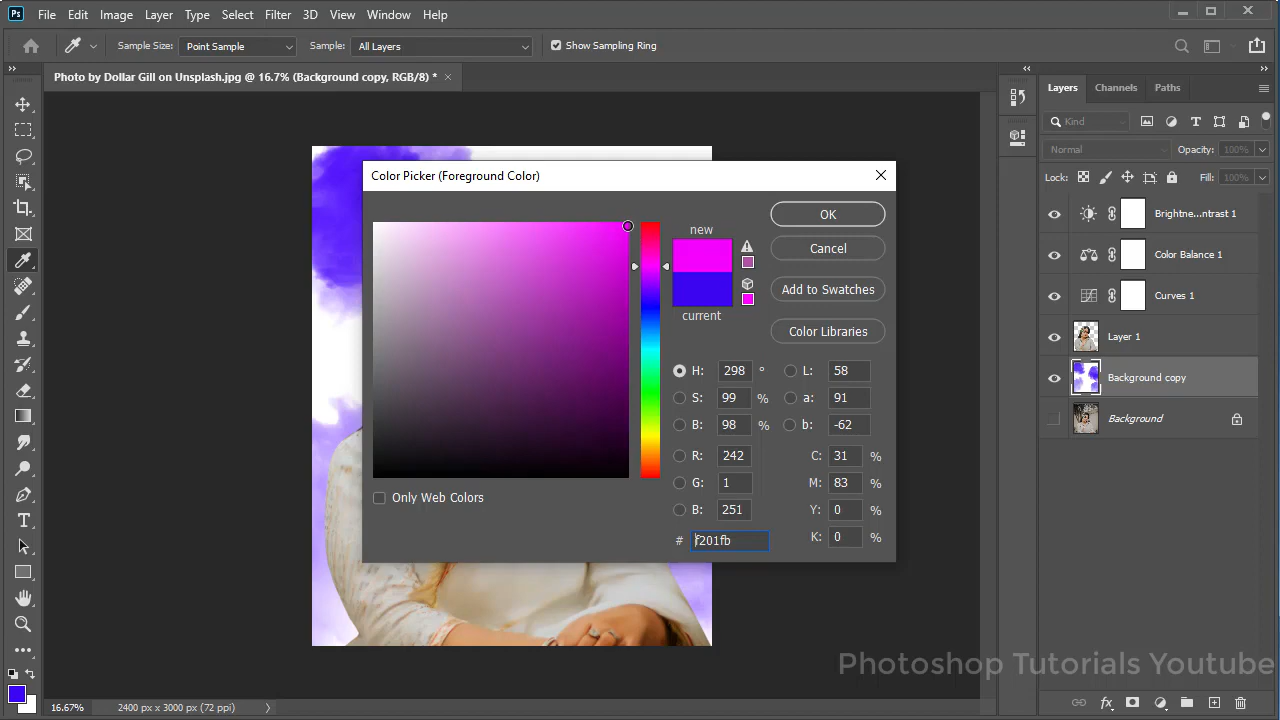 Ps File Edit Image Layer Type Select Filter 3D View Window Help
Sample Size: Point Sample Sample: All Layers Show Sampling Ring
Photo by Dollar Gill on Unsplash.jpg @ 16.7% (Background copy, RGB/8) * ×
Layers Channels Paths
Kind
Normal Opacity: 100%
Lock: Fill: 100%
Brightne...ntrast 1
Color Balance 1
Curves 1
Layer 1
Background copy
Background
Color Picker (Foreground Color)
new
current
OK
Cancel
Add to Swatches
Color Libraries
H: 298 ° L: 58
S: 99 % a: 91
B: 98 % b: -62
R: 242 C: 31 %
G: 1 M: 83 %
B: 251 Y: 0 %
# f201fb K: 0 %
Only Web Colors
Photoshop Tutorials Youtube
16.67% 2400 px x 3000 px (72 ppi)